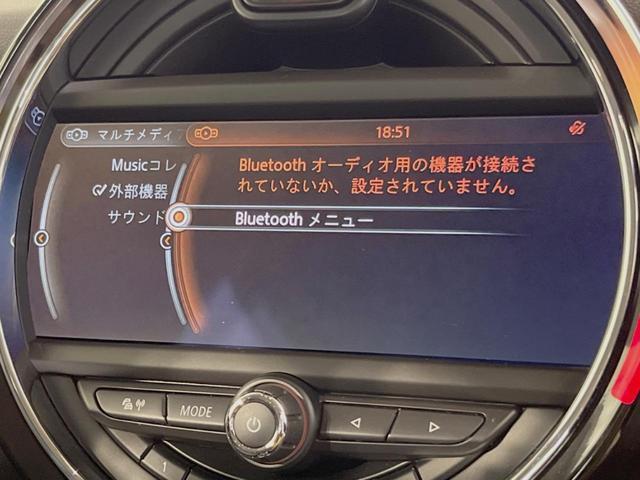 マルチメディ
18:51
Musicコレ
外部機器
サウンド
Bluetooth オーディオ用の機器が接続さ
れていないか、設定されていません。
Bluetooth メニュー
MODE
1